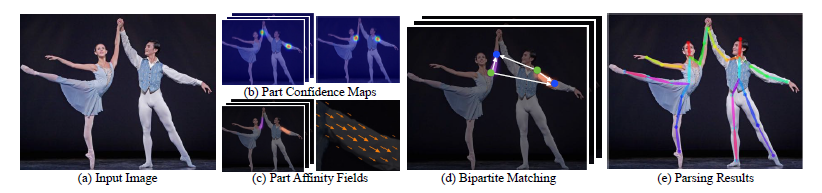 (a) Input Image
(b) Part Confidence Maps
(c) Part Affinity Fields
(d) Bipartite Matching
(e) Parsing Results